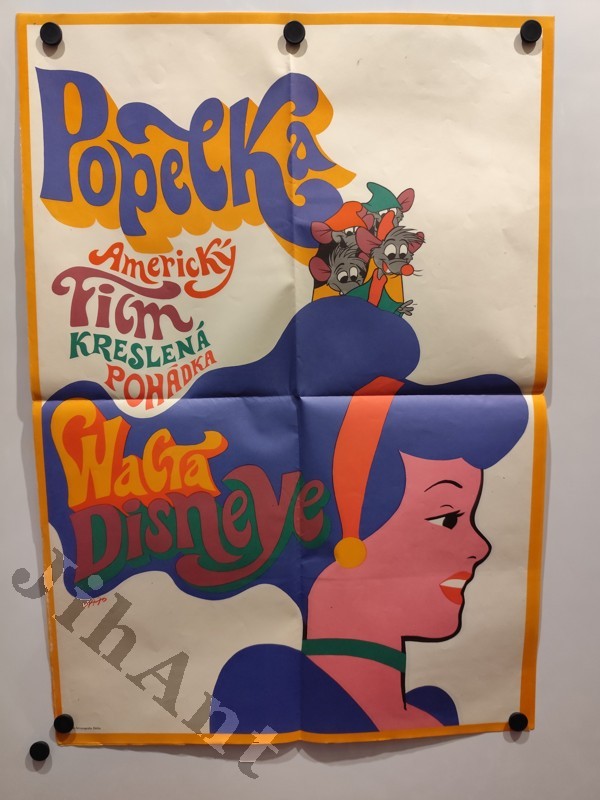 Popelka
Americký
Film
KRESLENÁ
POHÁDKA
Walta
Disneye
JihAnt